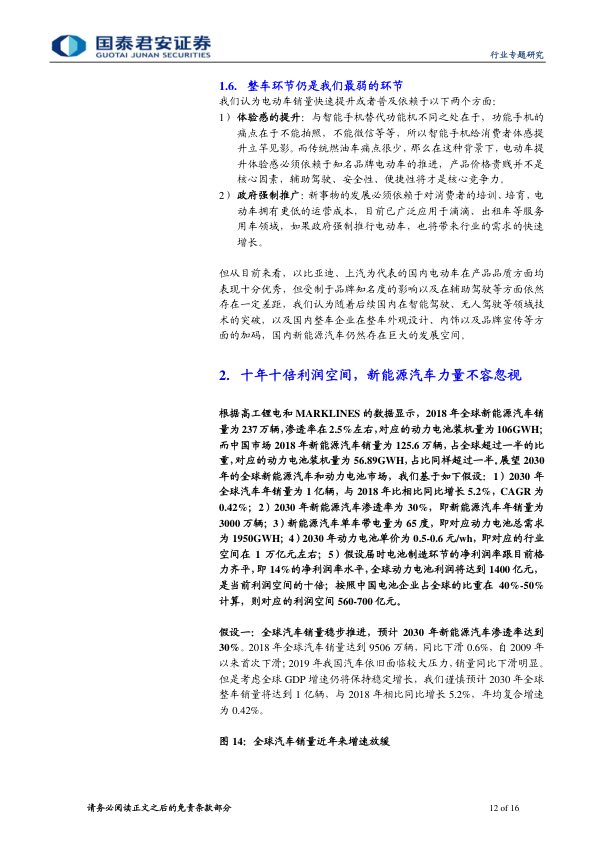 国泰君安证券
GUOTAI JUNAN SECURITIES
行业专题研究
1.6. 整车环节仍是我们最弱的环节
我们认为电动车销量快速提升或者普及依赖于以下两个方面：
1）体验感的提升：与智能手机替代功能机不同之处在于，功能手机的
痛点在于不能拍照，不能微信等等，所以智能手机给消费者体感提
升立竿见影。而传统燃油车痛点很少，那么在这种背景下，电动车提
升体验感必须依赖于知名品牌电动车的推进，产品价格贵贱并不是
核心因素，辅助驾驶、安全性、便捷性将才是核心竞争力。
2）政府强制推广：新事物的发展必须依赖于对消费者的培训、培育，电
动车拥有更低的运营成本，目前已广泛应用于滴滴、出租车等服务
用车领域，如果政府强制推行电动车，也将带来行业的需求的快速
增长。
但从目前来看，以比亚迪、上汽为代表的国内电动车在产品品质方面均
表现十分优秀，但受制于品牌知名度的影响以及在辅助驾驶等方面依然
存在一定差距，我们认为随着后续国内在智能驾驶、无人驾驶等领域技
术的突破，以及国内整车企业在整车外观设计、内饰以及品牌宣传等方
面的加码，国内新能源汽车仍然存在巨大的发展空间。
2. 十年十倍利润空间，新能源汽车力量不容忽视
根据高工锂电和 MARKLINES 的数据显示，2018 年全球新能源汽车销
量为 237 万辆，渗透率在 2.5%左右，对应的动力电池装机量为 106GWH；
而中国市场 2018 年新能源汽车销量为 125.6 万辆，占全球超过一半的比
重，对应的动力电池装机量为 56.89GWH，占比同样超过一半。展望 2030
年的全球新能源汽车和动力电池市场，我们基于如下假设：1）2030 年
全球汽车年销量为 1 亿辆，与 2018 年比相比同比增长 5.2%，CAGR 为
0.42%；2）2030 年新能源汽车渗透率为 30%，即新能源汽车年销量为
3000 万辆；3）新能源汽车单车带电量为 65 度，即对应动力电池总需求
为 1950GWH；4）2030 年动力电池单价为 0.5-0.6 元/wh，即对应的行业
空间在 1 万亿元左右；5）假设届时电池制造环节的净利润率跟目前格
力齐平，即 14%的净利润率水平，全球动力电池利润将达到 1400 亿元，
是当前利润空间的十倍；按照中国电池企业占全球的比重在 40%-50%
计算，则对应的利润空间 560-700 亿元。
假设一：全球汽车销量稳步推进，预计 2030 年新能源汽车渗透率达到
30%。2018 年全球汽车销量达到 9506 万辆，同比下滑 0.6%，自 2009 年
以来首次下滑；2019 年我国汽车依旧面临较大压力，销量同比下滑明显。
但是考虑全球 GDP 增速仍将保持稳定增长，我们谨慎预计 2030 年全球
整车销量将达到 1 亿辆，与 2018 年相比同比增长 5.2%，年均复合增速
为 0.42%。
图 14：全球汽车销量近年来增速放缓
请务必阅读正文之后的免责条款部分
12 of 16